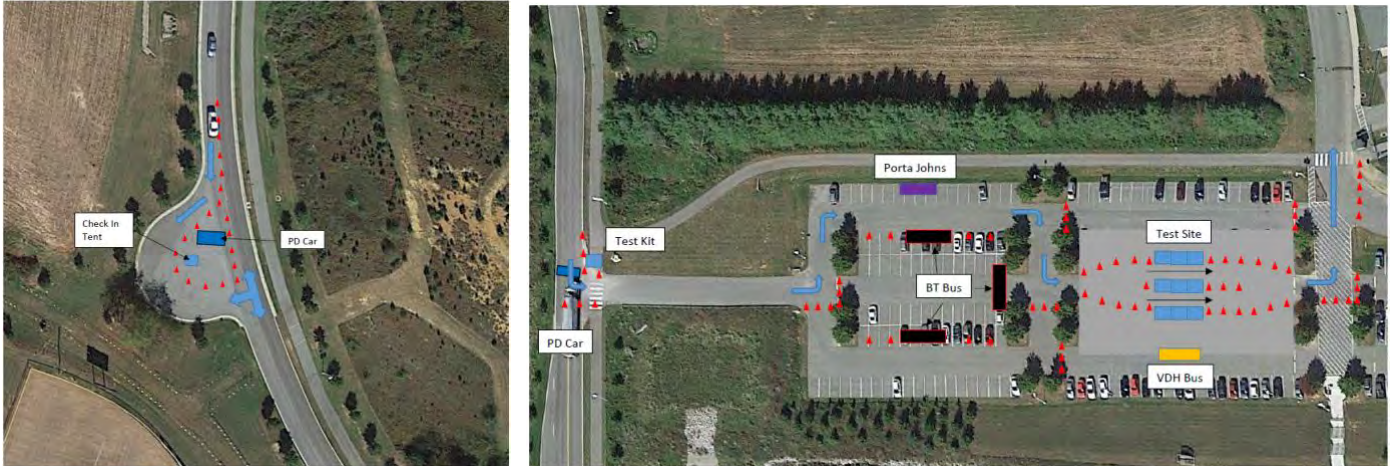 Check In
Tent
PD Car
Porta Johns
Test Kit
Test Site
BT Bus
PD Car
VDH Bus